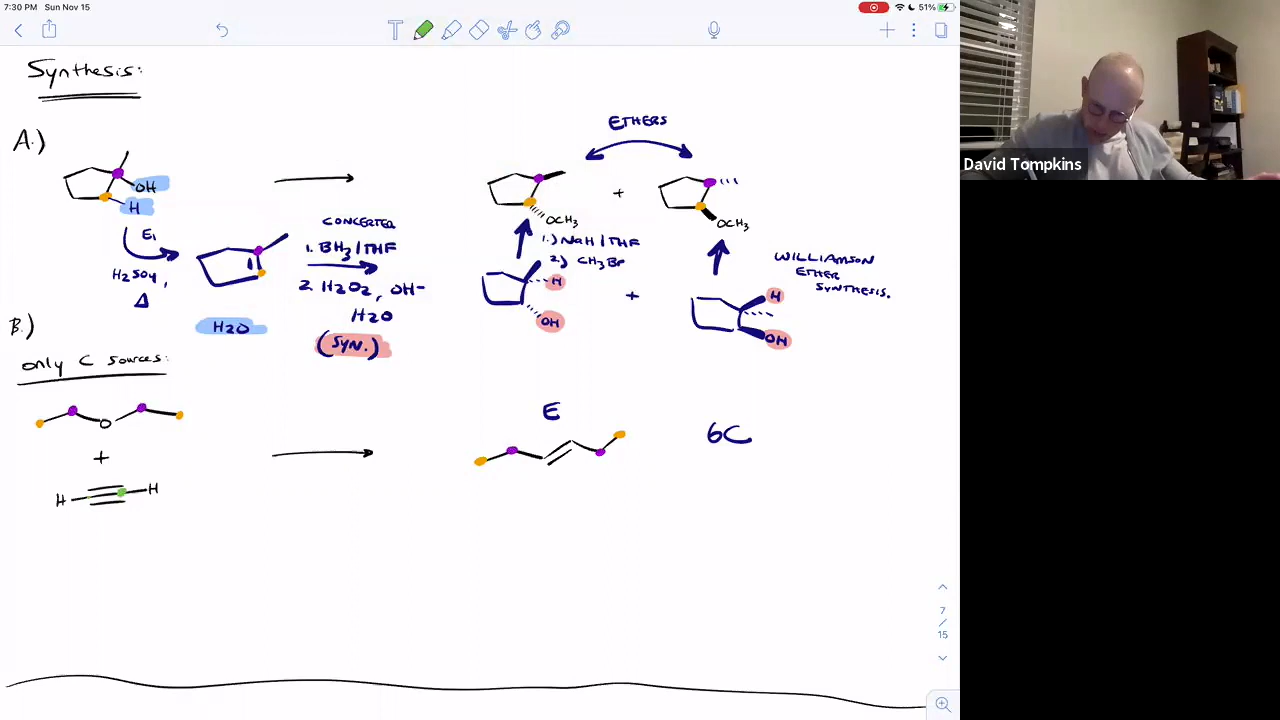 7:30 PM Sun Nov 15
51%
Synthesis:
A.)
OH
H
E1
H2SO4,
Δ
H2O
CONCERTED
1. BH3/THF
2. H2O2, OH-
H2O
(SYN.)
ETHERS
+
OCH3
OCH3
1.) NaH/THF
2.) CH3Br
H
OH
+
H
OH
WILLIAMSON
ETHER
SYNTHESIS.
B.)
only C sources:
O
+
H H
E
6C
7
/
15
David Tompkins